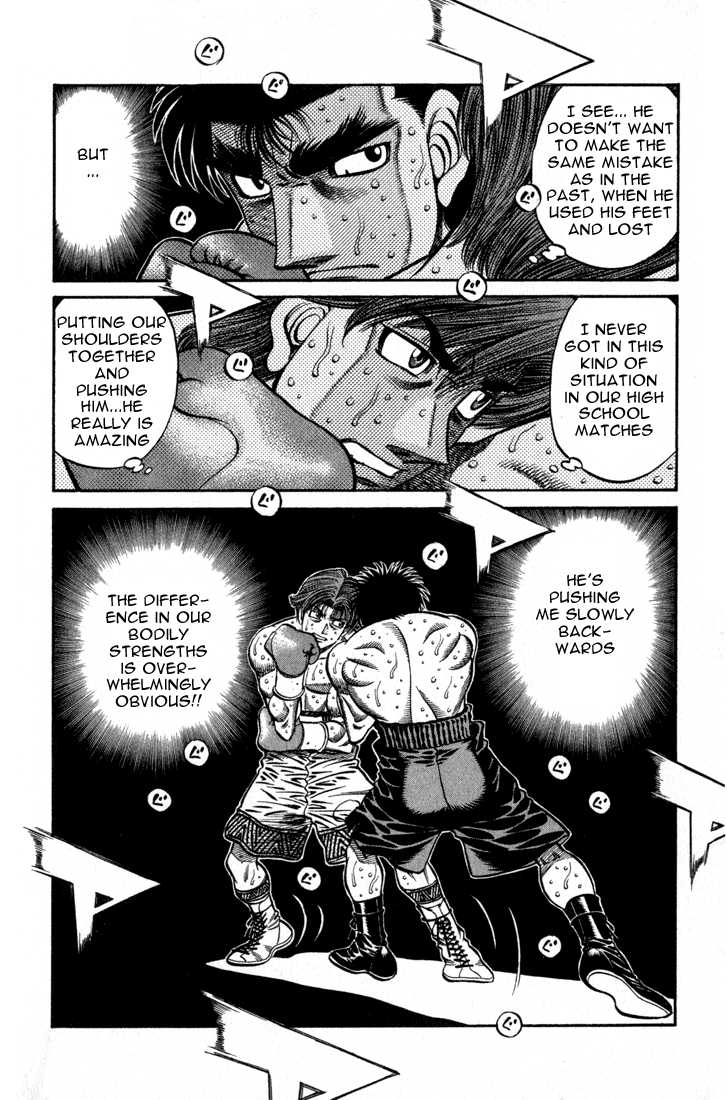 I SEE... HE
DOESN'T WANT
TO MAKE THE
SAME MISTAKE
AS IN THE
PAST, WHEN HE
USED HIS FEET
AND LOST
BUT
...
I NEVER
GOT IN THIS
KIND OF
SITUATION
IN OUR HIGH
SCHOOL
MATCHES
PUTTING OUR
SHOULDERS
TOGETHER
AND
PUSHING
HIM...HE
REALLY IS
AMAZING
HE'S
PUSHING
ME SLOWLY
BACK-
WARDS
THE DIFFER-
ENCE IN OUR
BODILY
STRENGTHS
IS OVER-
WHELMINGLY
OBVIOUS!!